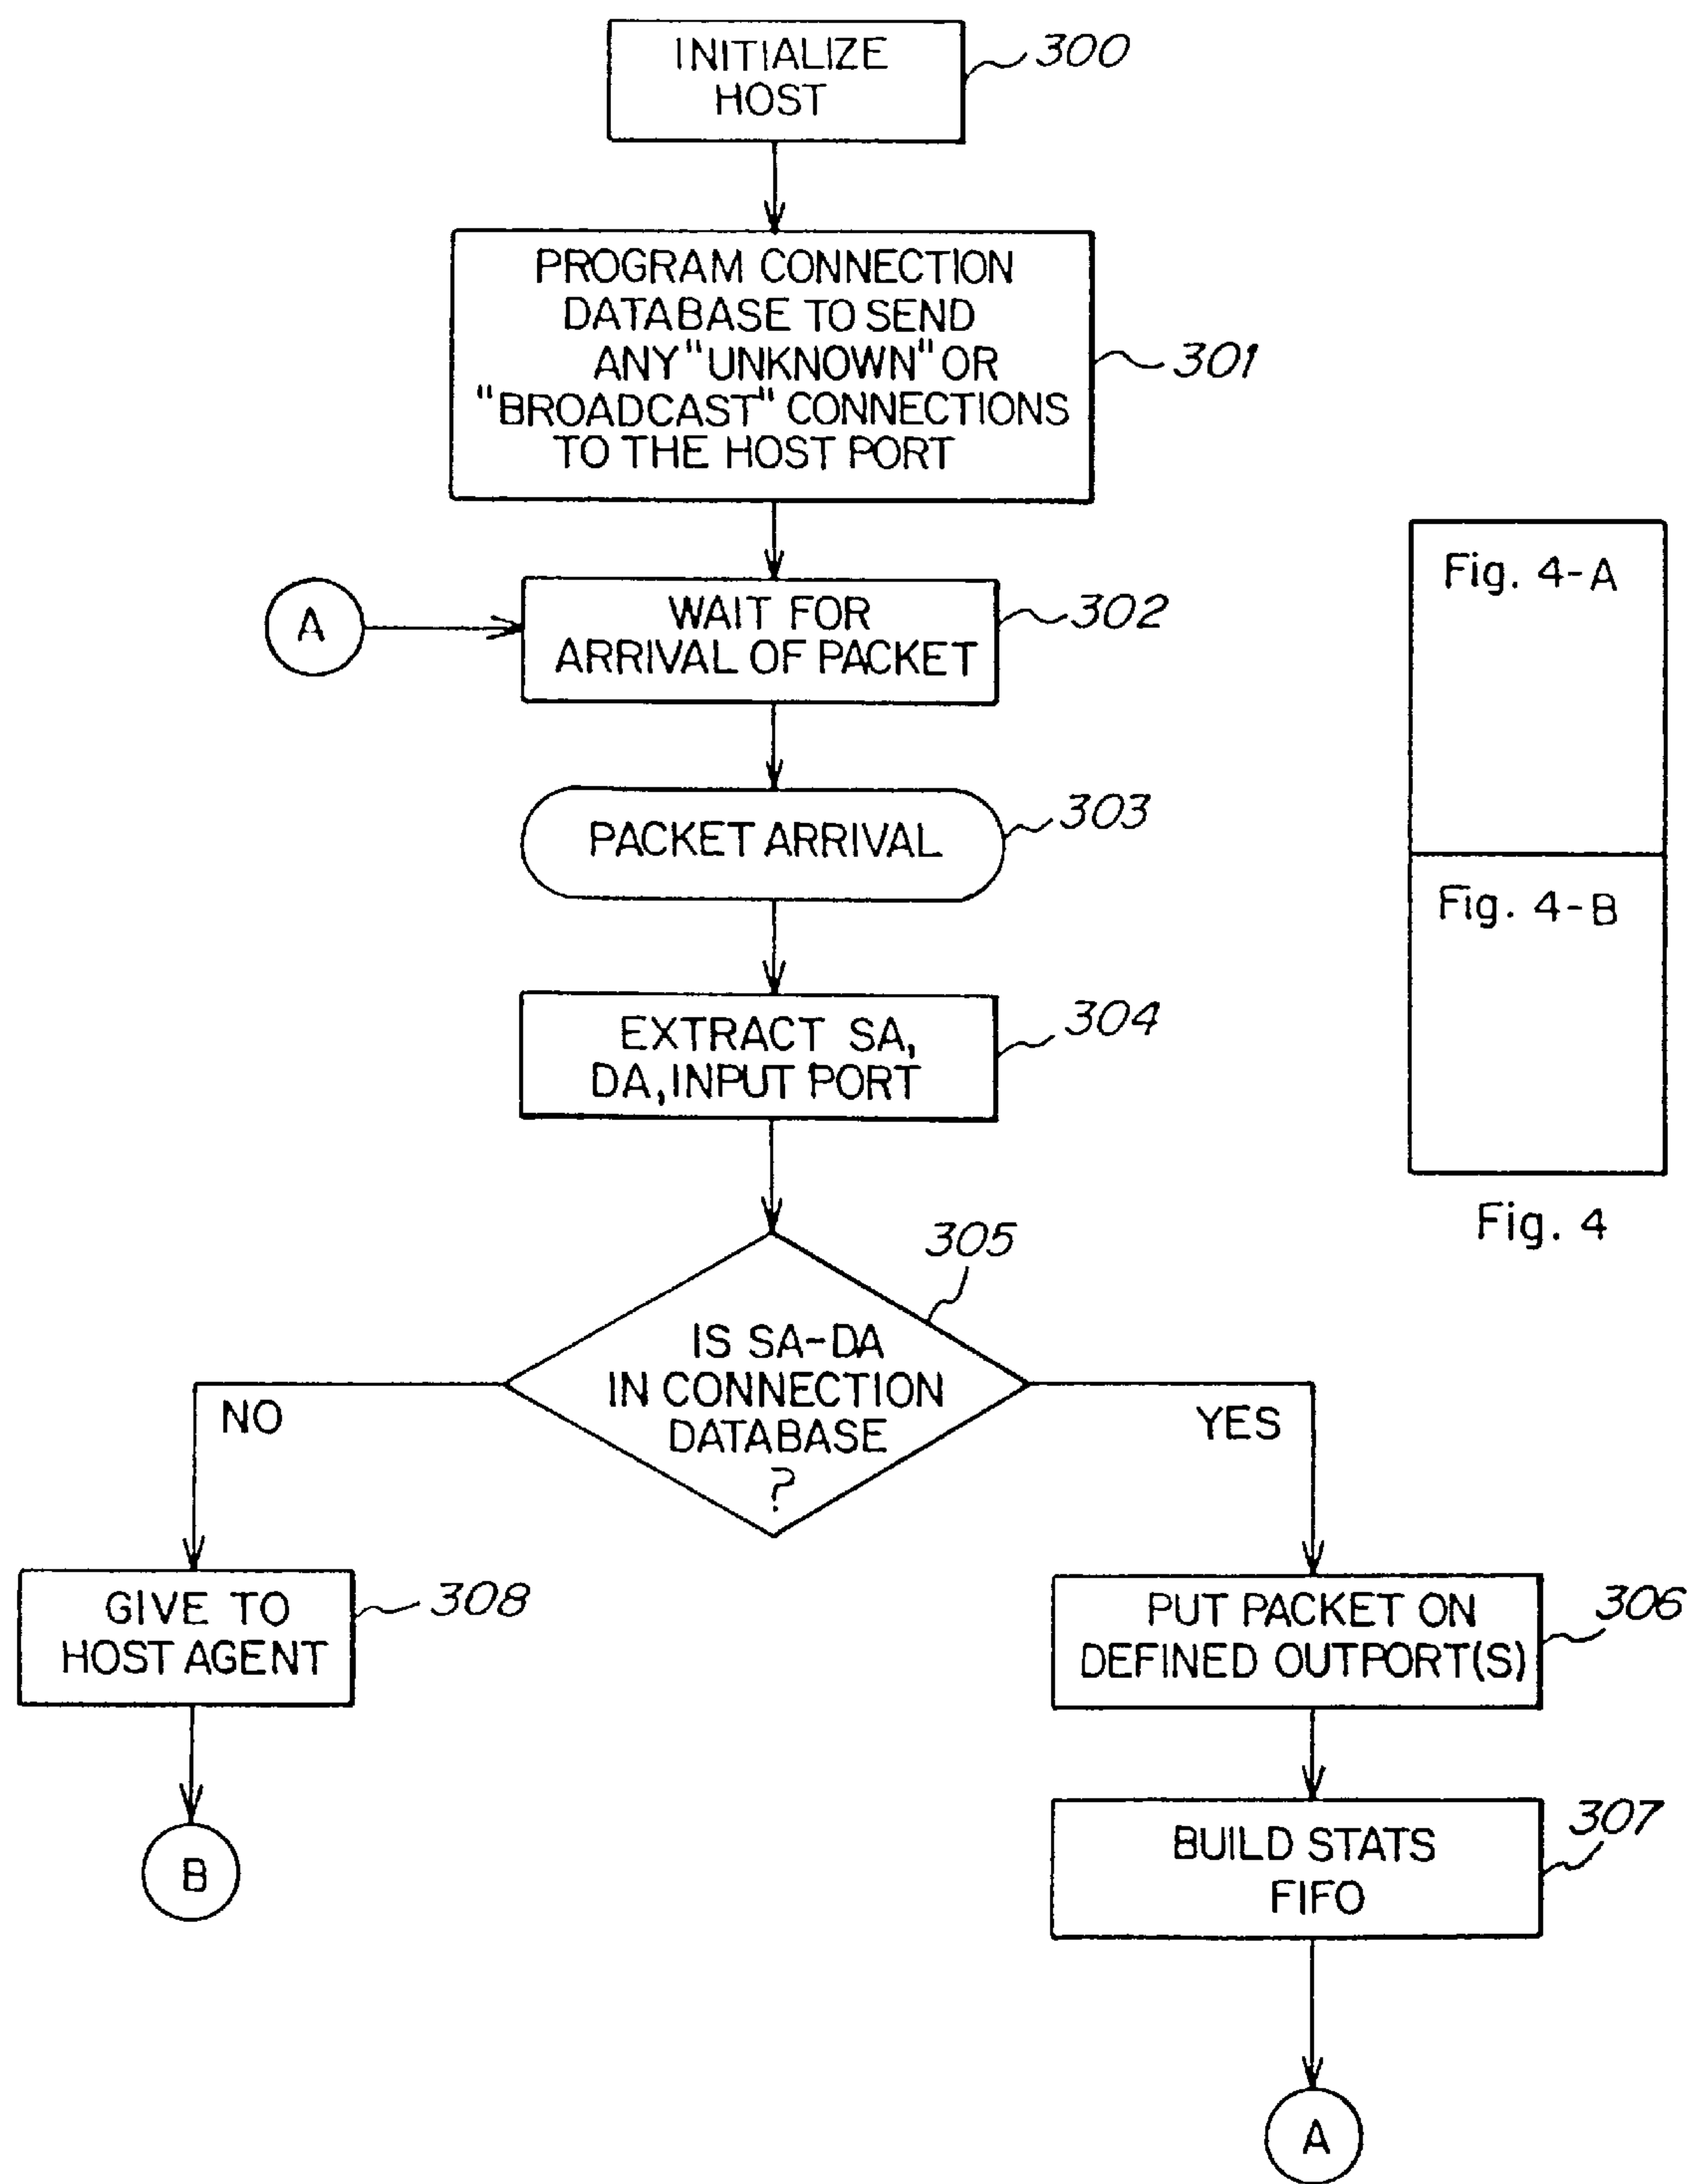 INITIALIZE
HOST
300
PROGRAM CONNECTION
DATABASE TO SEND
ANY "UNKNOWN" OR
"BROADCAST" CONNECTIONS
TO THE HOST PORT
301
A
WAIT FOR
ARRIVAL OF PACKET
302
PACKET ARRIVAL
303
EXTRACT SA,
DA, INPUT PORT
304
Fig. 4-A
Fig. 4-B
Fig. 4
305
IS SA-DA
IN CONNECTION
DATABASE
?
NO
YES
GIVE TO
HOST AGENT
308
B
PUT PACKET ON
DEFINED OUTPORT(S)
306
BUILD STATS
FIFO
307
A